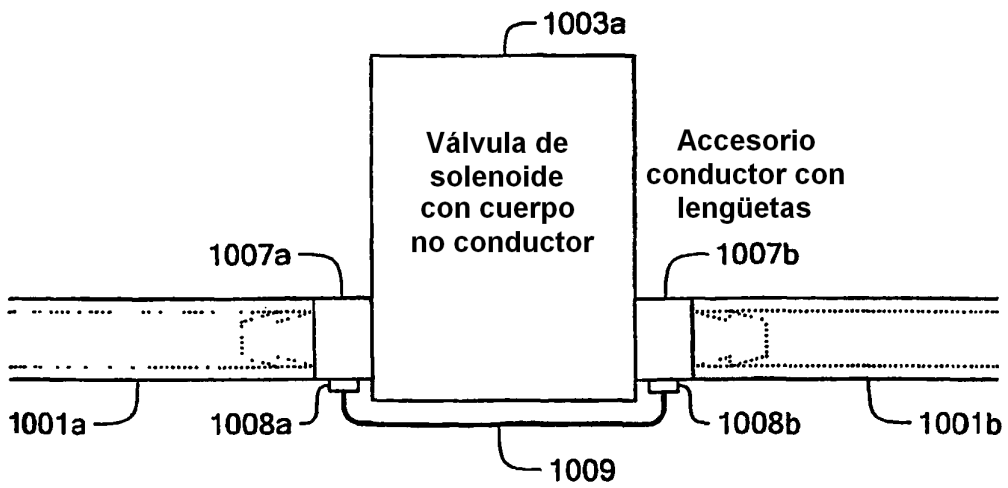 1003a
Válvula de
solenoide
con cuerpo
no conductor
Accesorio
conductor con
lengüetas
1007a
1007b
1001a
1008a
1008b
1001b
1009